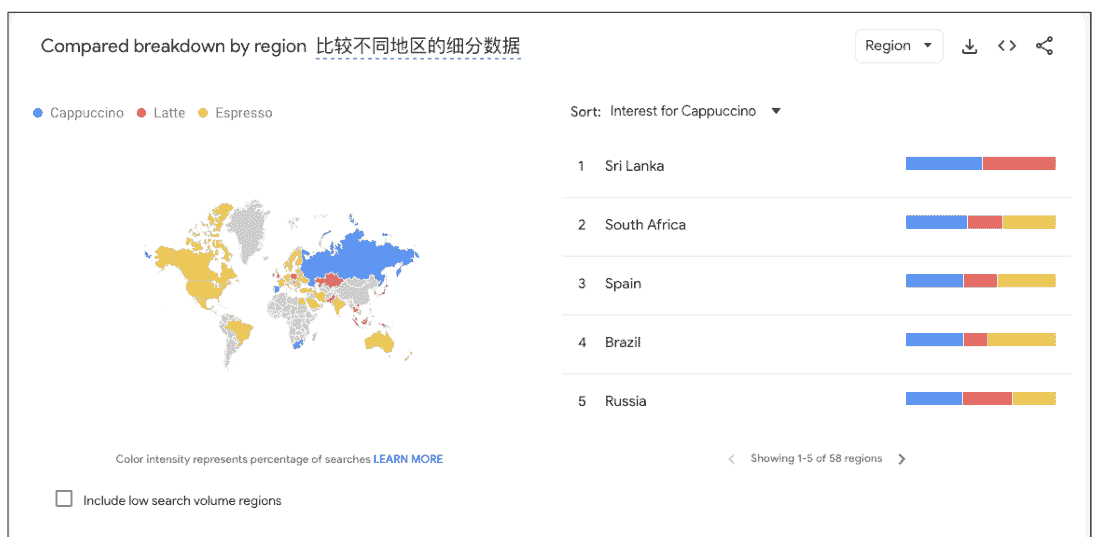 Compared breakdown by region 比较不同地区的细分数据
Region
Cappuccino Latte Espresso
Sort: Interest for Cappuccino
1 Sri Lanka
2 South Africa
3 Spain
4 Brazil
5 Russia
Color intensity represents percentage of searches LEARN MORE
Showing 1-5 of 58 regions
Include low search volume regions